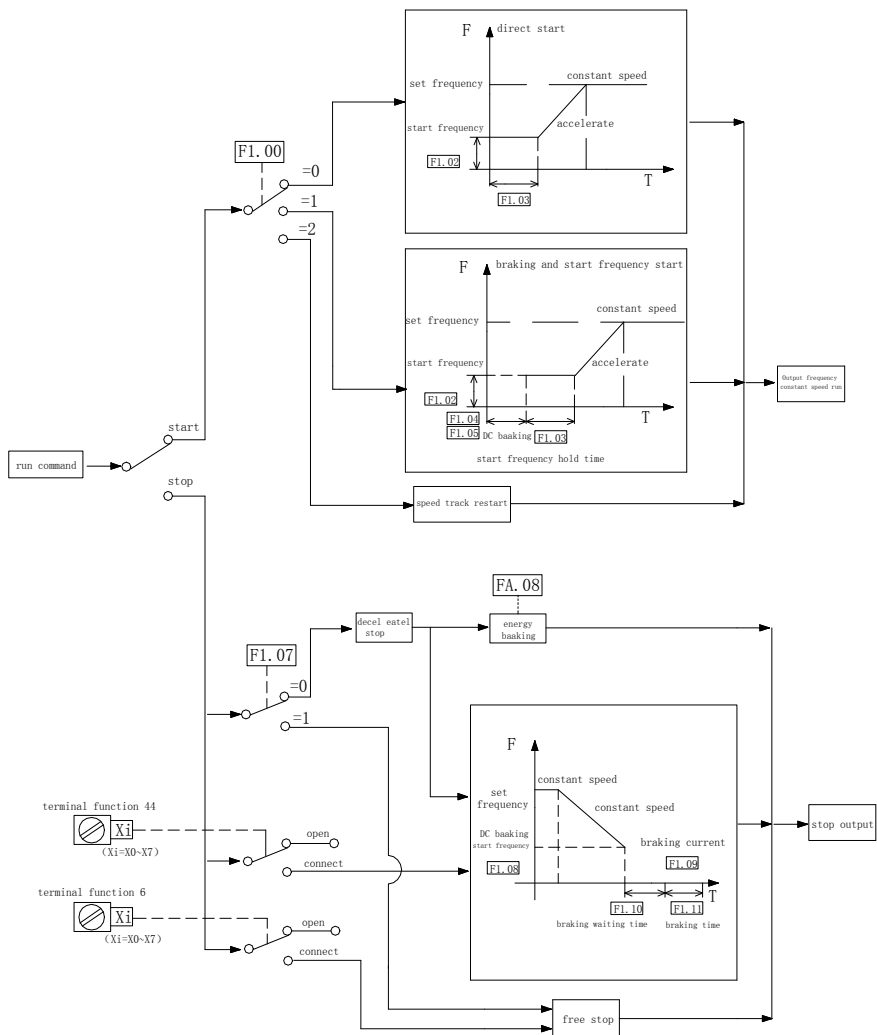 F direct start
set frequency
constant speed
start frequency
accelerate
F1.02
T
F1.03
F1.00
=0
=1
=2
F braking and start frequency start
constant speed
set frequency
start frequency
accelerate
F1.02
T
F1.04
F1.05 DC baaking F1.03
start frequency hold time
Output frequency
constant speed run
start
run command
stop
speed track restart
FA.08
decel eatel
stop
energy
baaking
F1.07
=0
=1
F
constant speed
set
frequency
constant speed
DC baaking
start frequency
braking current
F1.08
F1.09
T
F1.10
F1.11
braking waiting time
braking time
stop output
terminal function 44
Xi
(Xi=X0~X7)
open
connect
terminal function 6
Xi
(Xi=X0~X7)
open
connect
free stop